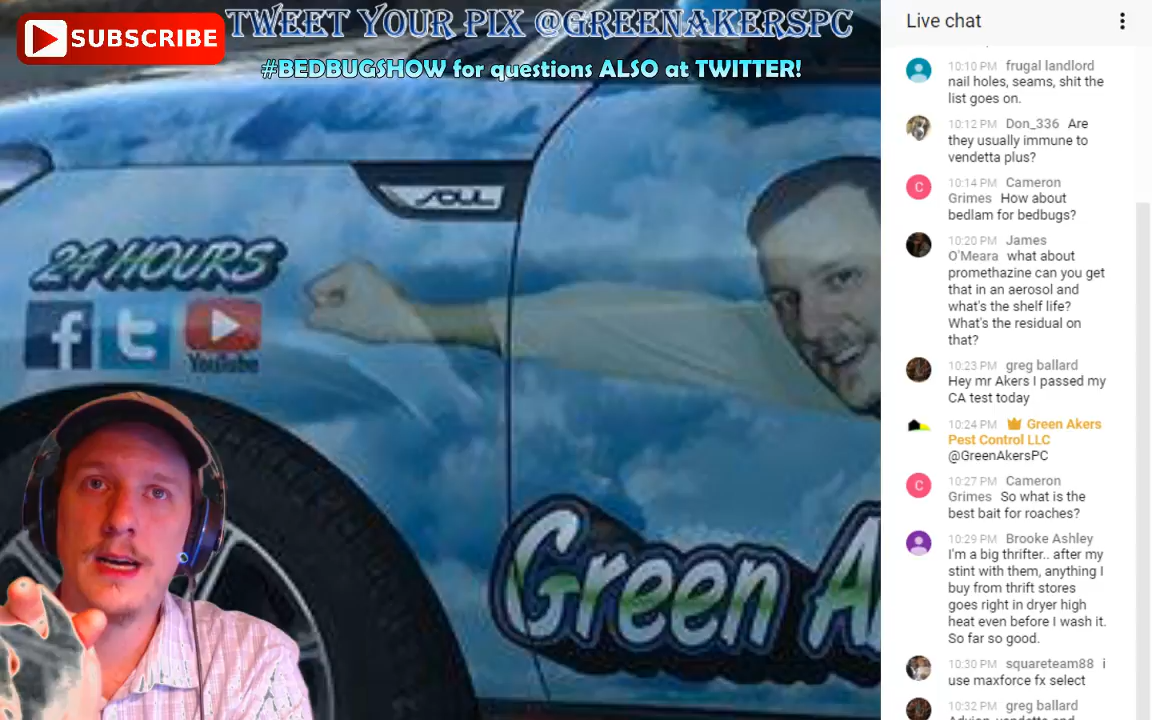 SUBSCRIBE
TWEET YOUR PIX @GREENAKERSPC
#BEDBUGSHOW for questions ALSO at TWITTER!
SOUL
24 HOURS
f t
YouTube
Green A
Live chat
10:10 PM frugal landlord
nail holes, seams, shit the
list goes on.
10:12 PM Don_336 Are
they usually immune to
vendetta plus?
C
10:14 PM Cameron
Grimes How about
bedlam for bedbugs?
10:20 PM James
O'Meara what about
promethazine can you get
that in an aerosol and
what's the shelf life?
What's the residual on
that?
10:23 PM greg ballard
Hey mr Akers I passed my
CA test today
10:24 PM Green Akers
Pest Control LLC
@GreenAkersPC
C
10:27 PM Cameron
Grimes So what is the
best bait for roaches?
10:29 PM Brooke Ashley
I'm a big thrifter.. after my
stint with them, anything I
buy from thrift stores
goes right in dryer high
heat even before I wash it.
So far so good.
10:30 PM squareteam88 i
use maxforce fx select
10:32 PM greg ballard